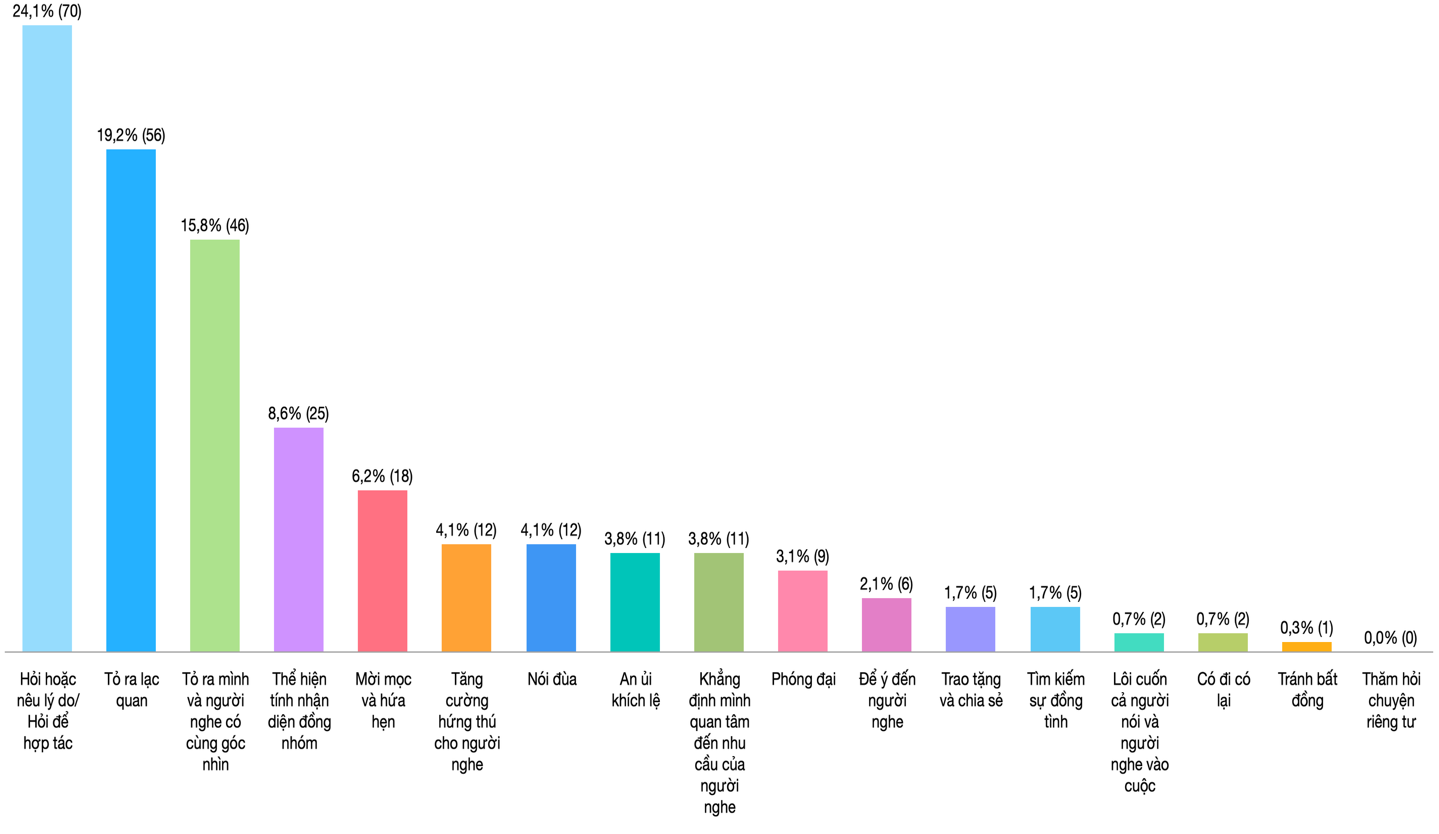 24,1% (70)
19,2% (56)
15,8% (46)
8,6% (25)
6,2% (18)
4,1% (12)
4,1% (12)
3,8% (11)
3,8% (11)
3,1% (9)
2,1% (6)
1,7% (5)
1,7% (5)
0,7% (2)
0,7% (2)
0,3% (1)
0,0% (0)
Hỏi hoặc
nêu lý do/
Hỏi để
hợp tác
Tỏ ra lạc
quan
Tỏ ra mình
và người
nghe có
cùng góc
nhìn
Thể hiện
tính nhận
diện đồng
nhóm
Mời mọc
và hứa
hẹn
Tăng
cường
hứng thú
cho người
nghe
Nói đùa
An ủi
khích lệ
Khẳng
định mình
quan tâm
đến nhu
cầu của
người
nghe
Phóng đại
Để ý đến
người
nghe
Trao tặng
và chia sẻ
Tìm kiếm
sự đồng
tình
Lôi cuốn
cả người
nói và
người
nghe vào
cuộc
Có đi có
lại
Tránh bất
đồng
Thăm hỏi
chuyện
riêng tư